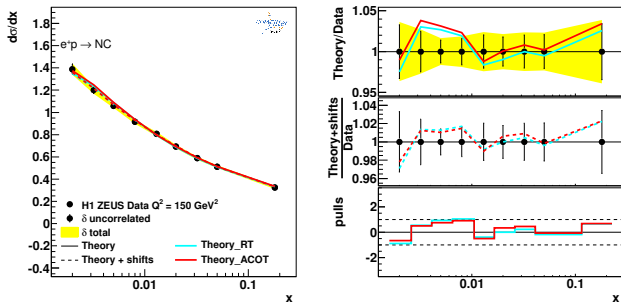 dσ/dx
e⁺p → NC
1.8
1.6
1.4
1.2
1.0
0.8
0.6
0.4
0.2
0.0
-0.2
-0.4
H1 ZEUS Data Q² = 150 GeV²
δ uncorrelated
δ total
Theory
Theory + shifts
Theory_RT
Theory_ACOT
0.01
0.1
x
Theory/Data
1.05
1
0.95
Theory+shifts
Data
1.04
1.02
1.00
0.98
0.96
pulls
2
0
-2
0.01
0.1
x